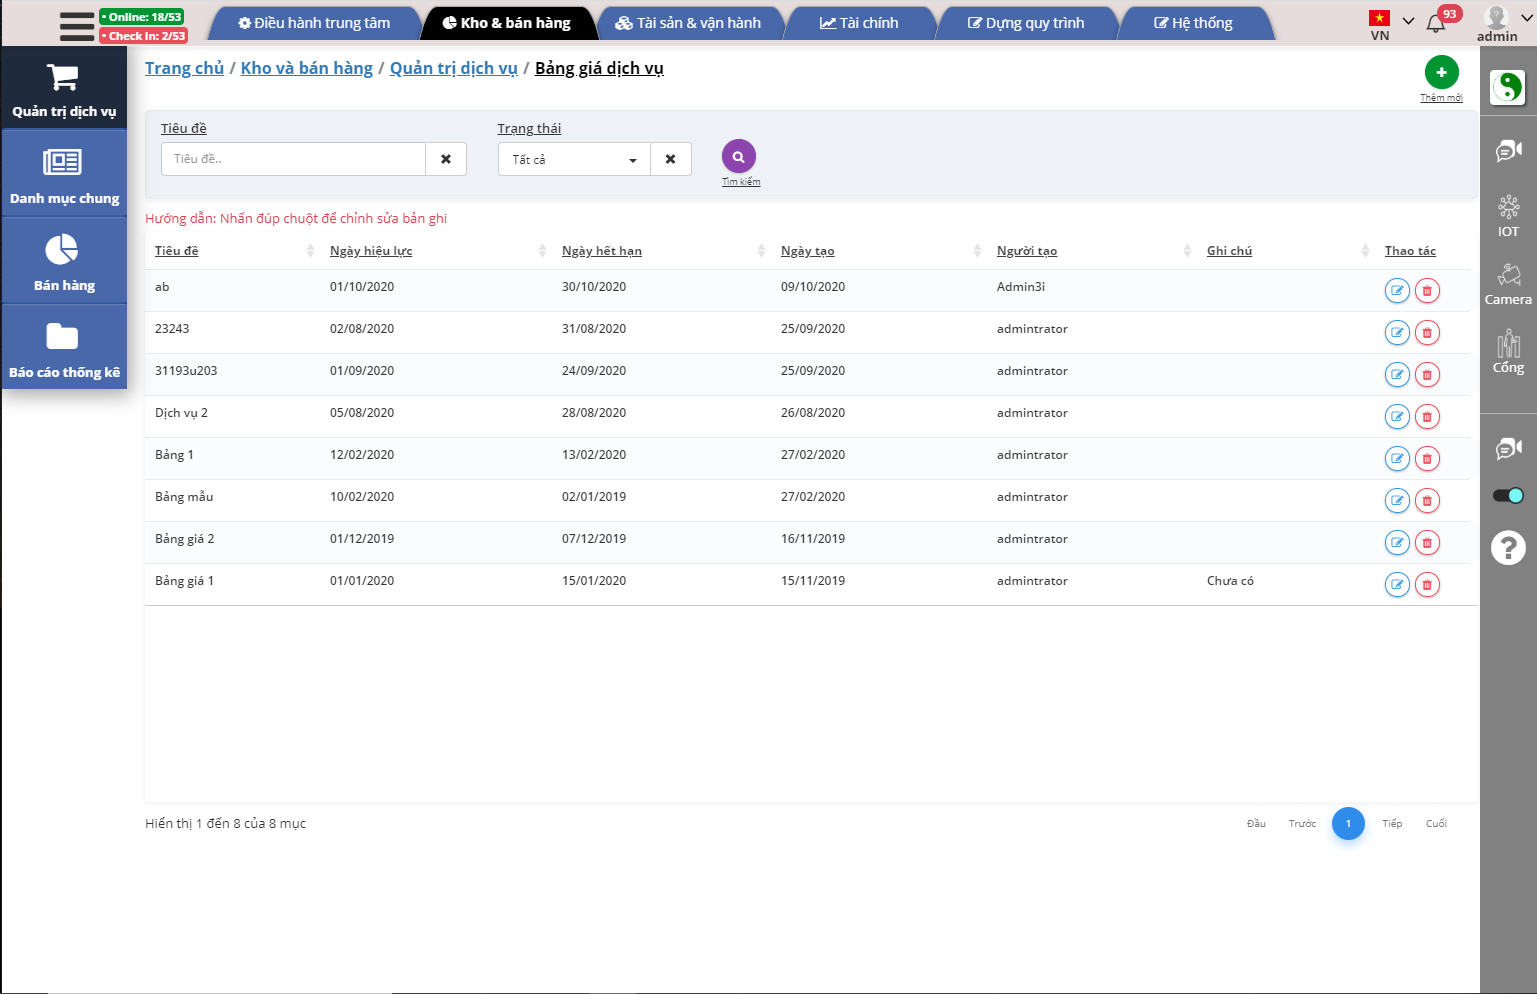 • Online: 18/53
• Check in: 2/53
Điều hành trung tâm
Kho & bán hàng
Tài sản & vận hành
Tài chính
Dựng quy trình
Hệ thống
VN
93
admin
Quản trị dịch vụ
Danh mục chung
Bán hàng
Báo cáo thống kê
Trang chủ / Kho và bán hàng / Quản trị dịch vụ / Bảng giá dịch vụ
Thêm mới
Tiêu đề
Trạng thái
Tiêu đề..
Tất cả
Tìm kiếm
Hướng dẫn: Nhấn đúp chuột để chỉnh sửa bản ghi
Tiêu đề Ngày hiệu lực Ngày hết hạn Ngày tạo Người tạo Ghi chú Thao tác
ab 01/10/2020 30/10/2020 09/10/2020 Admin3i
23243 02/08/2020 31/08/2020 25/09/2020 admintrator
31193u203 01/09/2020 24/09/2020 25/09/2020 admintrator
Dịch vụ 2 05/08/2020 28/08/2020 26/08/2020 admintrator
Bảng 1 12/02/2020 13/02/2020 27/02/2020 admintrator
Bảng mẫu 10/02/2020 02/01/2019 27/02/2020 admintrator
Bảng giá 2 01/12/2019 07/12/2019 16/11/2019 admintrator
Bảng giá 1 01/01/2020 15/01/2020 15/11/2019 admintrator Chưa có
Hiển thị 1 đến 8 của 8 mục
Đầu Trước 1 Tiếp Cuối
IOT
Camera
Cổng